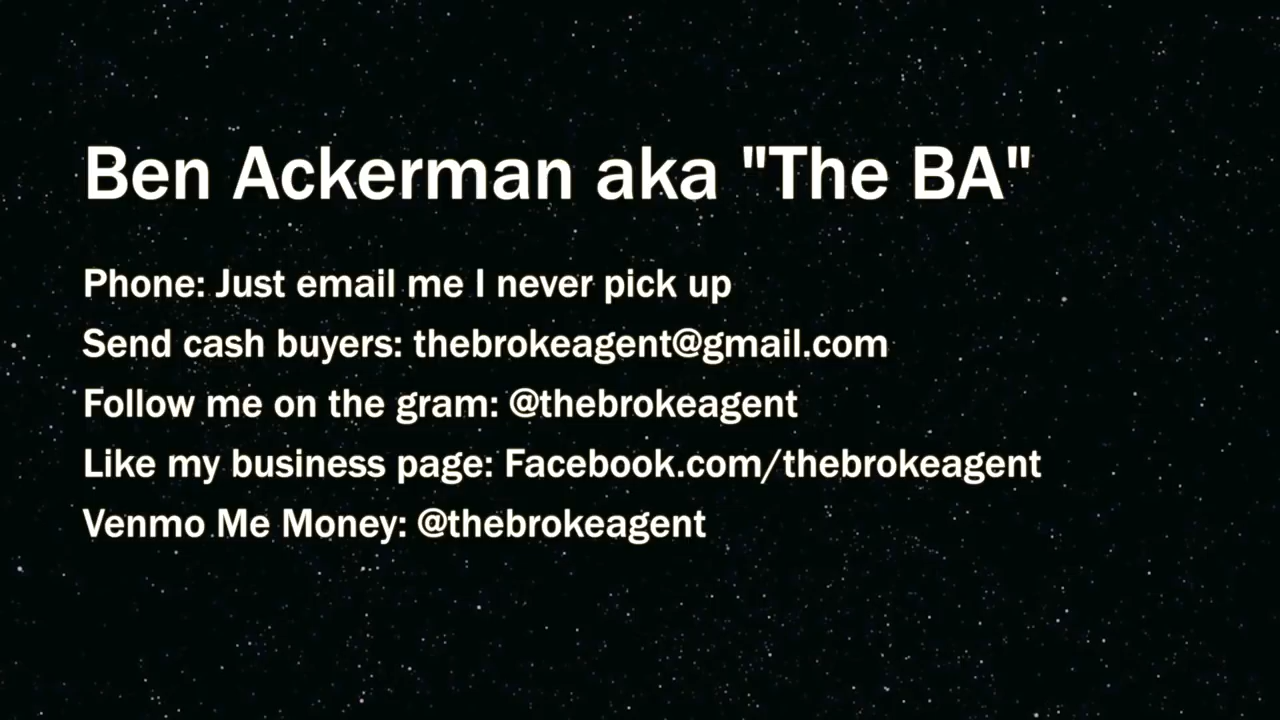 Ben Ackerman aka "The BA"
Phone: Just email me I never pick up
Send cash buyers: thebrokeagent@gmail.com
Follow me on the gram: @thebrokeagent
Like my business page: Facebook.com/thebrokeagent
Venmo Me Money: @thebrokeagent